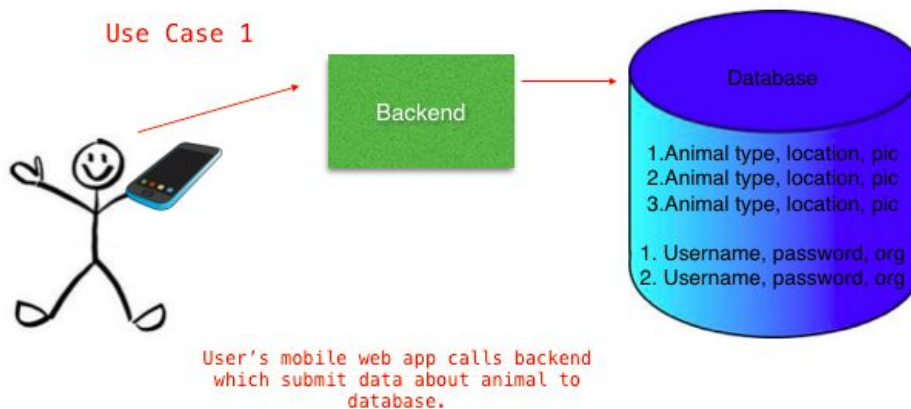 Use Case 1
Backend
Database
1.Animal type, location, pic
2.Animal type, location, pic
3.Animal type, location, pic
1. Username, password, org
2. Username, password, org
User's mobile web app calls backend
which submit data about animal to
database.